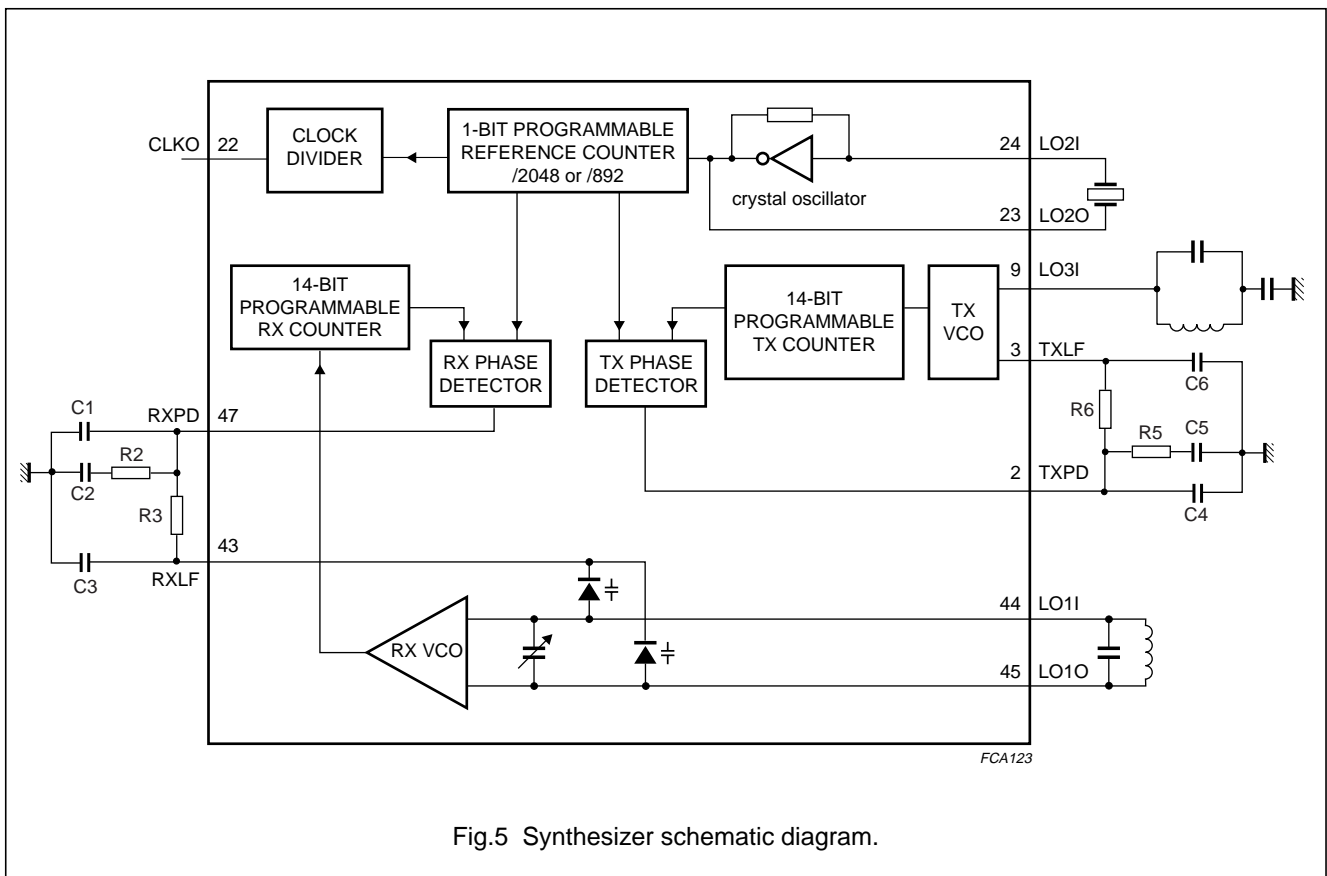 CLKO
22
CLOCK
DIVIDER
1-BIT PROGRAMMABLE
REFERENCE COUNTER
/2048 or /892
crystal oscillator
24
LO2I
23
LO2O
14-BIT
PROGRAMMABLE
RX COUNTER
RX PHASE
DETECTOR
TX PHASE
DETECTOR
14-BIT
PROGRAMMABLE
TX COUNTER
TX
VCO
9
LO3I
3
TXLF
C6
R6
R5
C5
2
TXPD
C4
C1
RXPD
47
R2
C2
R3
43
C3
RXLF
RX VCO
44
LO1I
45
LO1O
FCA123
Fig.5 Synthesizer schematic diagram.